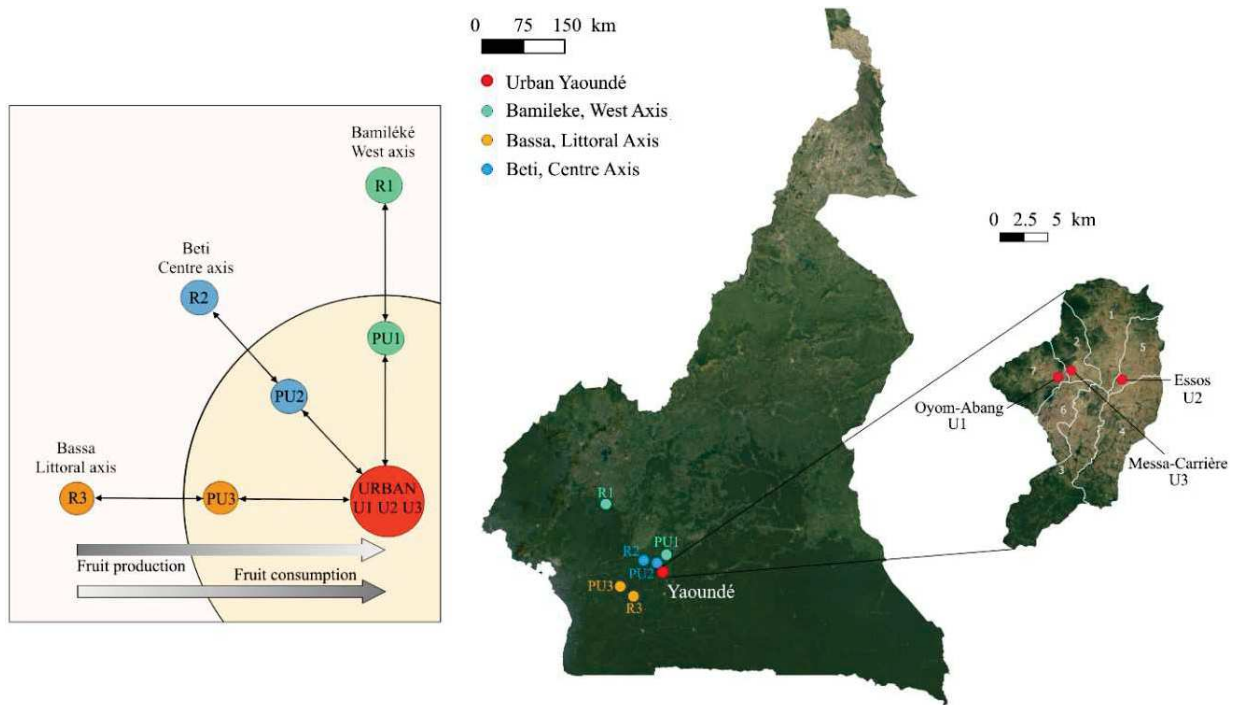 Bamiléké
West axis
R1
Beti
Centre axis
R2
PU1
PU2
Bassa
Littoral axis
R3
PU3
URBAN
U1 U2 U3
Fruit production
Fruit consumption
0 75 150 km
Urban Yaoundé
Bamileke, West Axis
Bassa, Littoral Axis
Beti, Centre Axis
R1
PU1
R2
PU2
Yaoundé
PU3
R3
0 2.5 5 km
1
2
5
7
Essos
U2
Oyom-Abang
U1
6
4
Messa-Carrière
U3
3